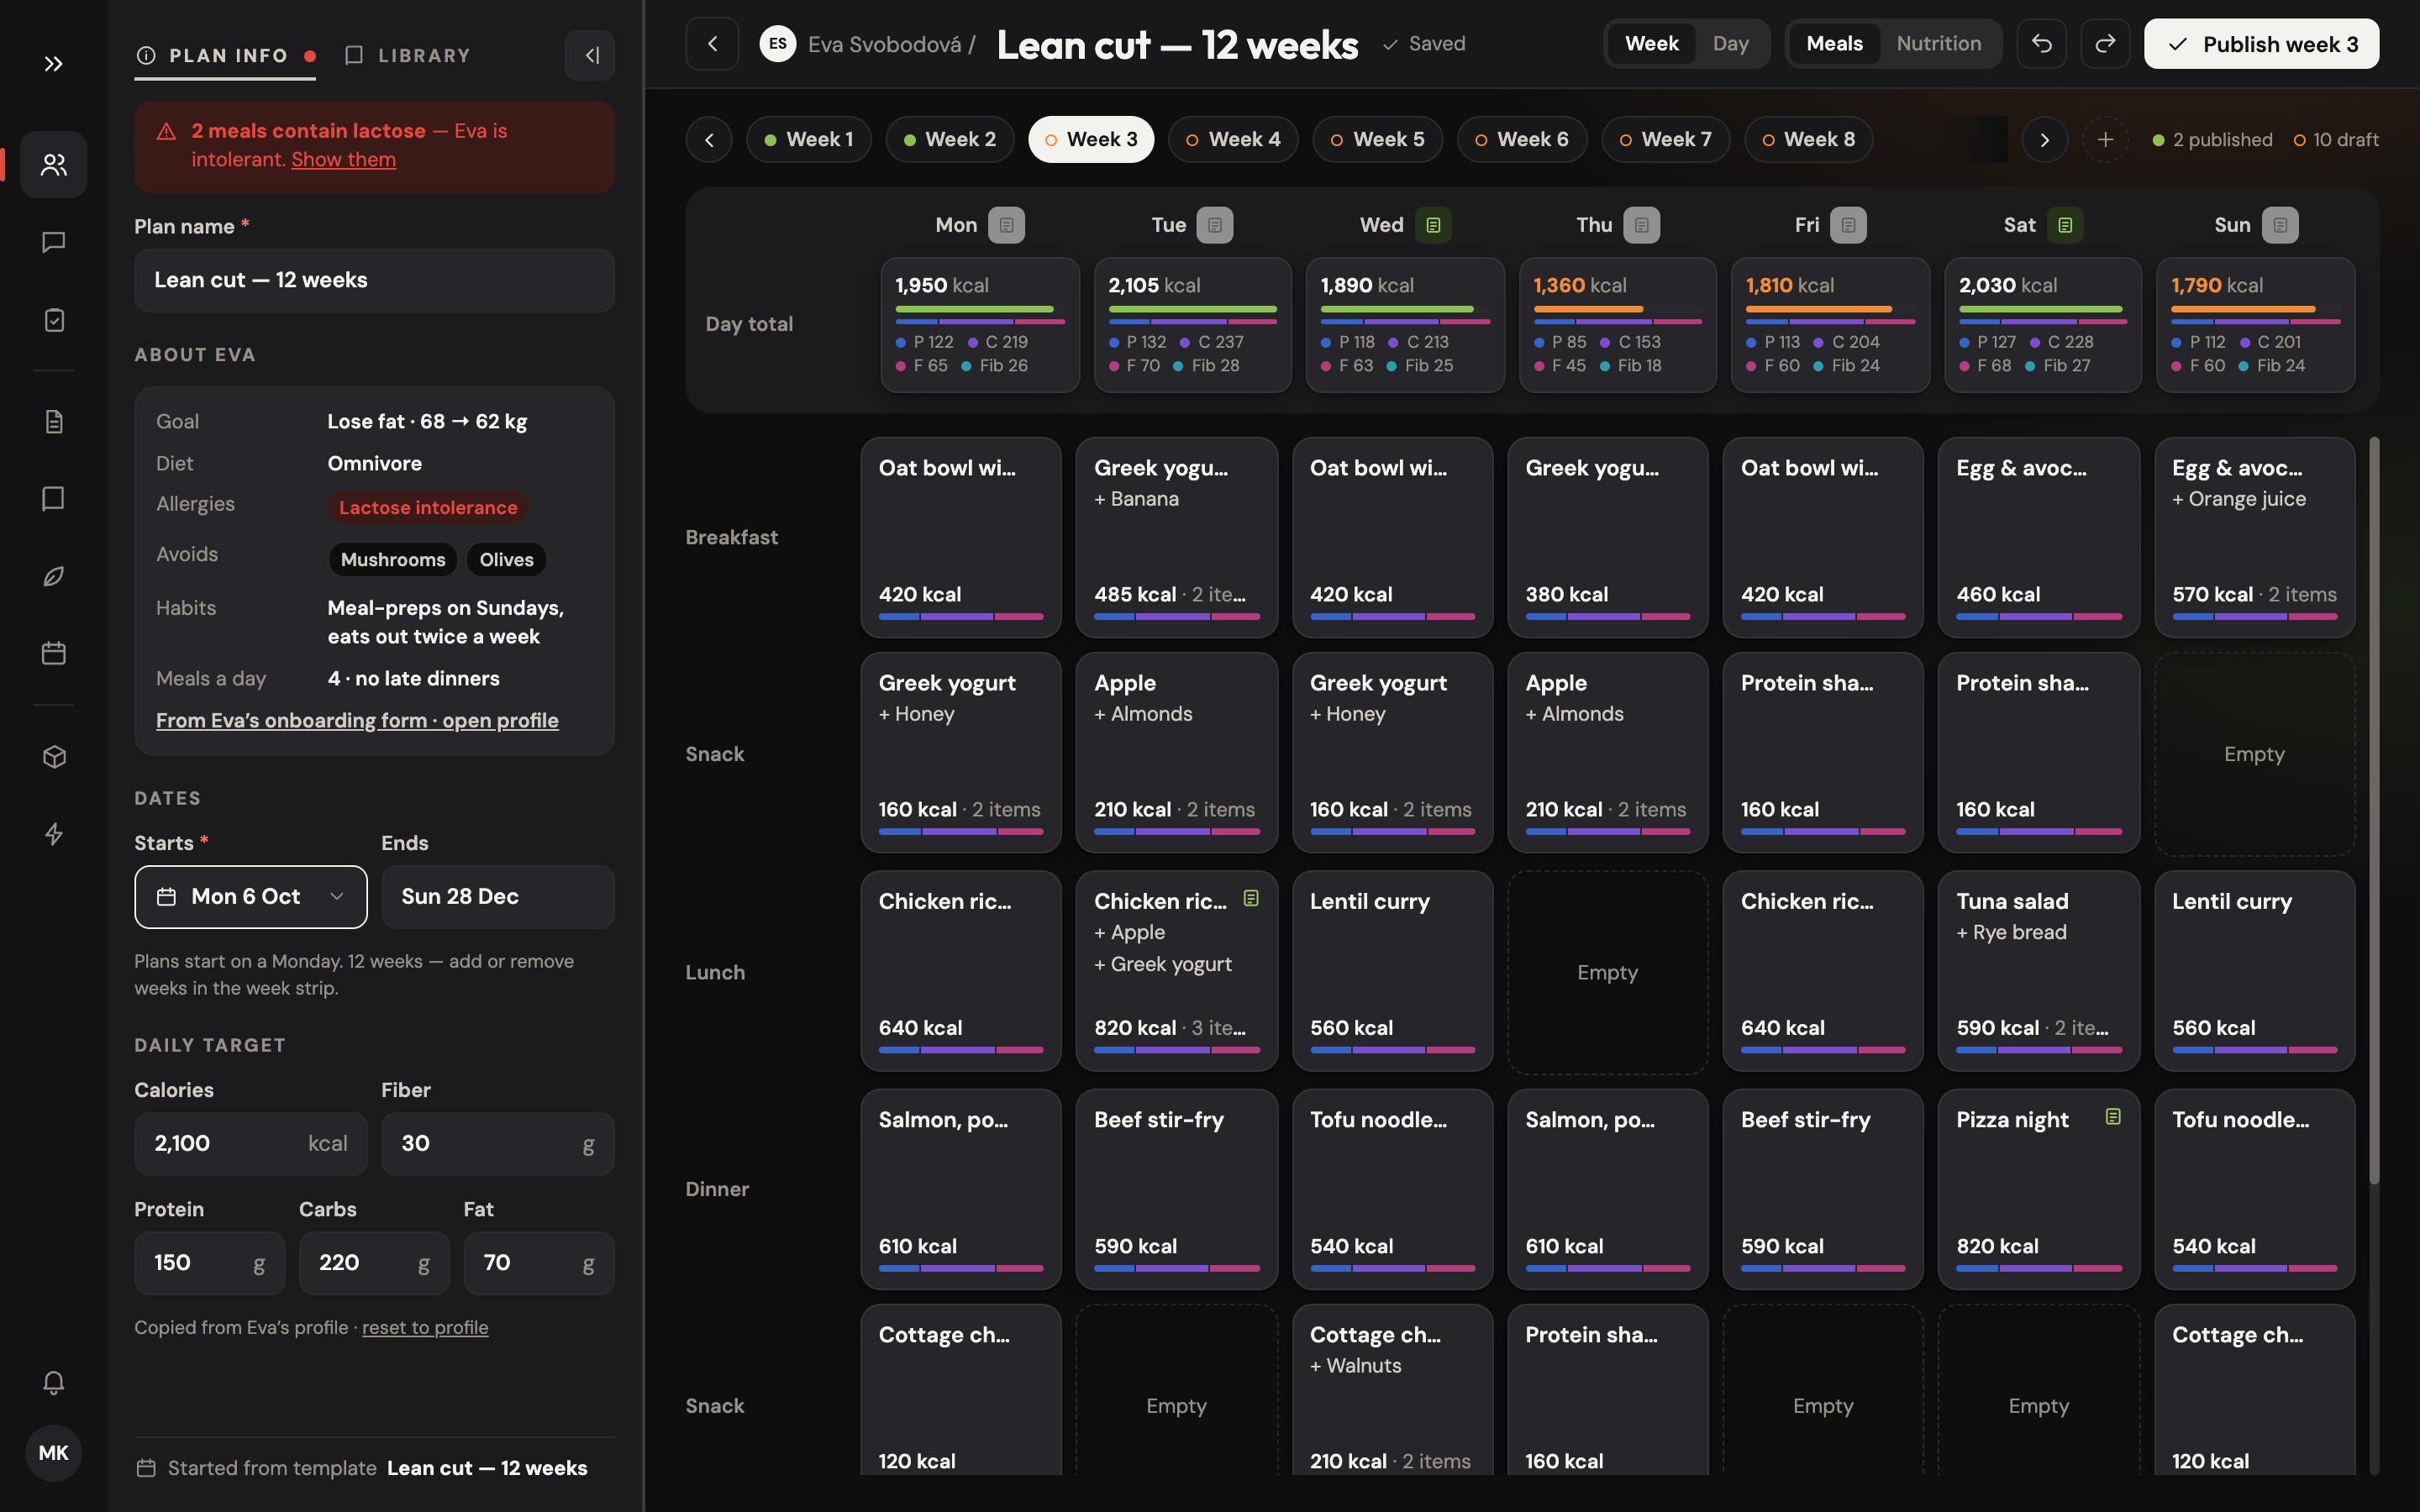 PLAN INFO
LIBRARY
2 meals contain lactose — Eva is
intolerant. Show them
Plan name *
Lean cut — 12 weeks
ABOUT EVA
Goal Lose fat · 68 → 62 kg
Diet Omnivore
Allergies Lactose intolerance
Avoids Mushrooms Olives
Habits Meal-preps on Sundays,
eats out twice a week
Meals a day 4 · no late dinners
From Eva's onboarding form · open profile
DATES
Starts * Ends
Mon 6 Oct Sun 28 Dec
Plans start on a Monday. 12 weeks — add or remove
weeks in the week strip.
DAILY TARGET
Calories Fiber
2,100 kcal 30 g
Protein Carbs Fat
150 g 220 g 70 g
Copied from Eva's profile · reset to profile
Started from template Lean cut — 12 weeks
MK
ES Eva Svobodová / Lean cut — 12 weeks Saved
Week Day Meals Nutrition Publish week 3
Week 1 Week 2 Week 3 Week 4 Week 5 Week 6 Week 7 Week 8 2 published 10 draft
Mon Tue Wed Thu Fri Sat Sun
Day total
1,950 kcal 2,105 kcal 1,890 kcal 1,360 kcal 1,810 kcal 2,030 kcal 1,790 kcal
P 122 C 219 P 132 C 237 P 118 C 213 P 85 C 153 P 113 C 204 P 127 C 228 P 112 C 201
F 65 Fib 26 F 70 Fib 28 F 63 Fib 25 F 45 Fib 18 F 60 Fib 24 F 68 Fib 27 F 60 Fib 24
Breakfast
Oat bowl wi... Greek yogu... Oat bowl wi... Greek yogu... Oat bowl wi... Egg & avoc... Egg & avoc...
+ Banana + Orange juice
420 kcal 485 kcal · 2 ite... 420 kcal 380 kcal 420 kcal 460 kcal 570 kcal · 2 items
Snack
Greek yogurt Apple Greek yogurt Apple Protein sha... Protein sha...
+ Honey + Almonds + Honey + Almonds
Empty
160 kcal · 2 items 210 kcal · 2 items 160 kcal · 2 items 210 kcal · 2 items 160 kcal 160 kcal
Lunch
Chicken ric... Chicken ric... Lentil curry Chicken ric... Tuna salad Lentil curry
+ Apple + Rye bread
+ Greek yogurt Empty
640 kcal 820 kcal · 3 ite... 560 kcal 640 kcal 590 kcal · 2 ite... 560 kcal
Dinner
Salmon, po... Beef stir-fry Tofu noodle... Salmon, po... Beef stir-fry Pizza night Tofu noodle...
610 kcal 590 kcal 540 kcal 610 kcal 590 kcal 820 kcal 540 kcal
Snack
Cottage ch... Cottage ch... Protein sha... Cottage ch...
+ Walnuts
Empty Empty Empty
120 kcal 210 kcal · 2 items 160 kcal 120 kcal